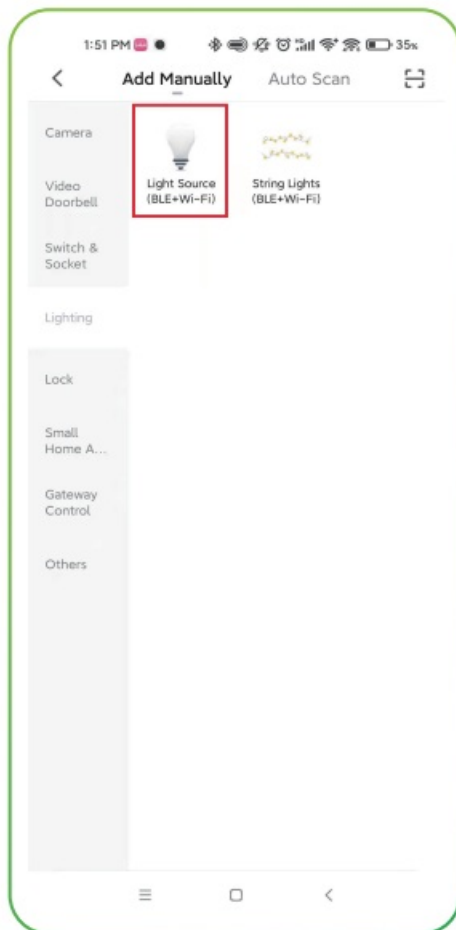 1:51 PM 35%
Add Manually Auto Scan
Camera
Video
Doorbell
Switch &
Socket
Lighting
Lock
Small
Home A...
Gateway
Control
Others
Light Source
(BLE+Wi-Fi)
String Lights
(BLE+Wi-Fi)